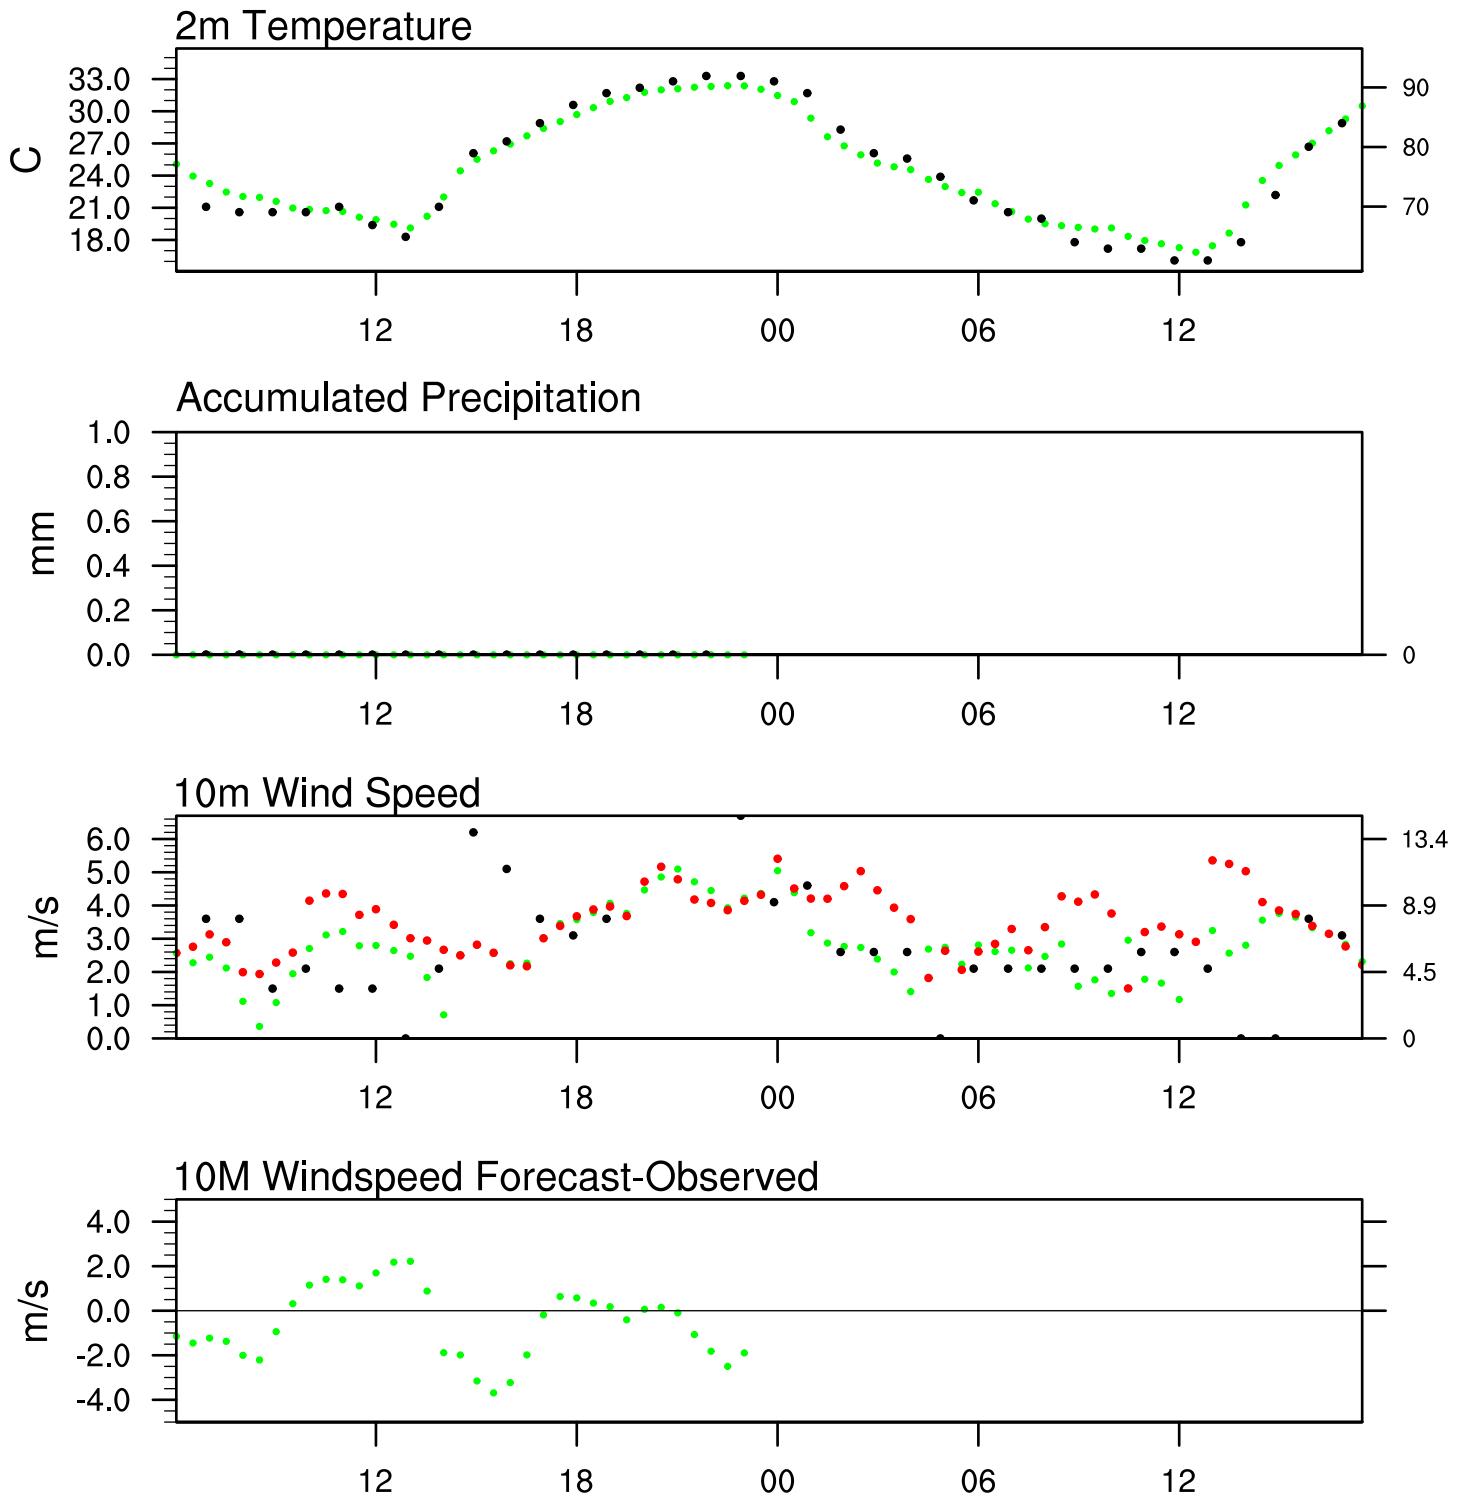 2m Temperature
33.0
30.0
27.0
24.0
21.0
18.0
C
90
80
70
12 18 00 06 12
Accumulated Precipitation
1.0
0.8
0.6
0.4
0.2
0.0
mm
0
12 18 00 06 12
10m Wind Speed
6.0
5.0
4.0
3.0
2.0
1.0
0.0
m/s
13.4
8.9
4.5
0
12 18 00 06 12
10M Windspeed Forecast-Observed
4.0
2.0
0.0
-2.0
-4.0
m/s
12 18 00 06 12